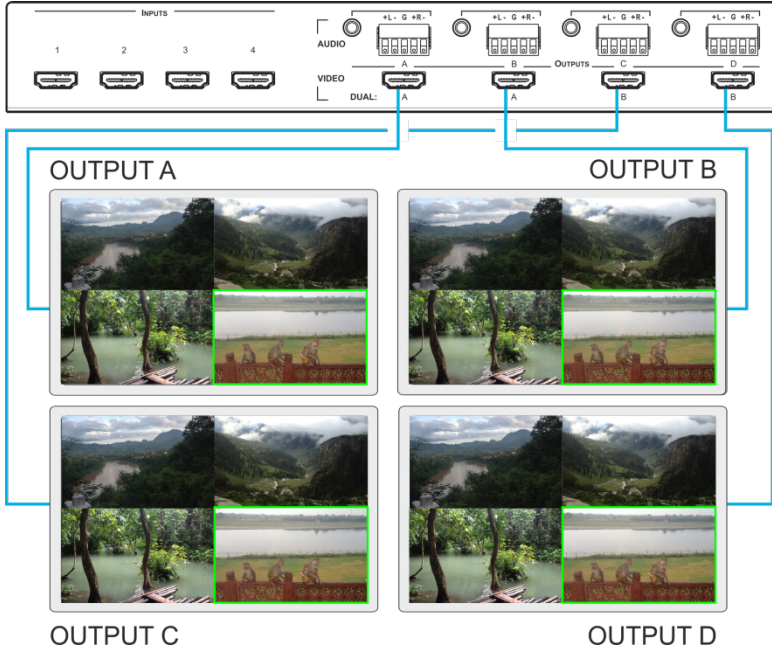 INPUTS
1 2 3 4
AUDIO
+L- G +R- +L- G +R- +L- G +R- +L- G +R-
A B OUTPUTS C D
VIDEO
DUAL: A A B B
OUTPUT A OUTPUT B
OUTPUT C OUTPUT D